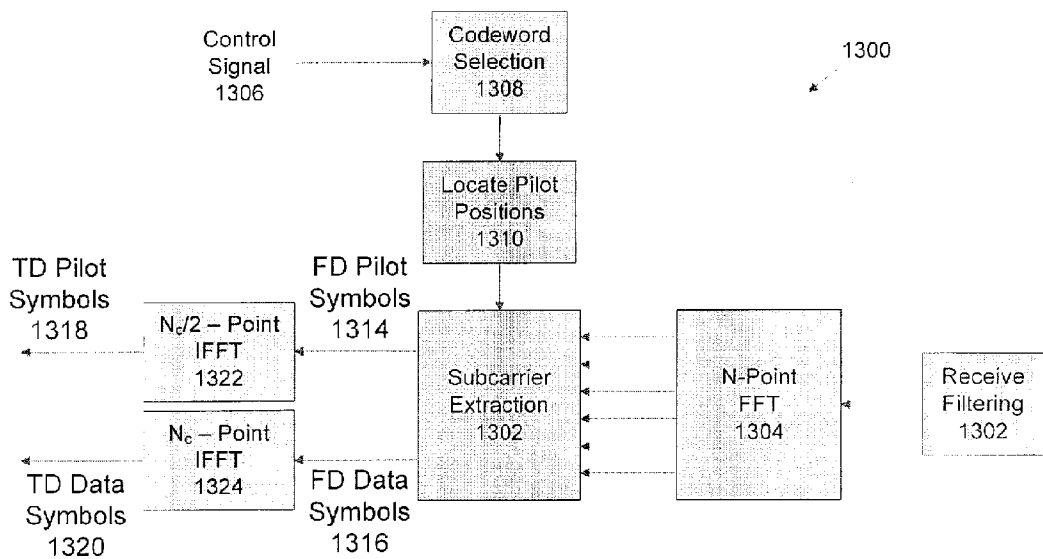 Control
Signal
1306
Codeword
Selection
1308
1300
Locate Pilot
Positions
1310
TD Pilot
Symbols
1318
FD Pilot
Symbols
1314
Nc/2 – Point
IFFT
1322
Subcarrier
Extraction
1302
N-Point
FFT
1304
Receive
Filtering
1302
Nc – Point
IFFT
1324
TD Data
Symbols
1320
FD Data
Symbols
1316